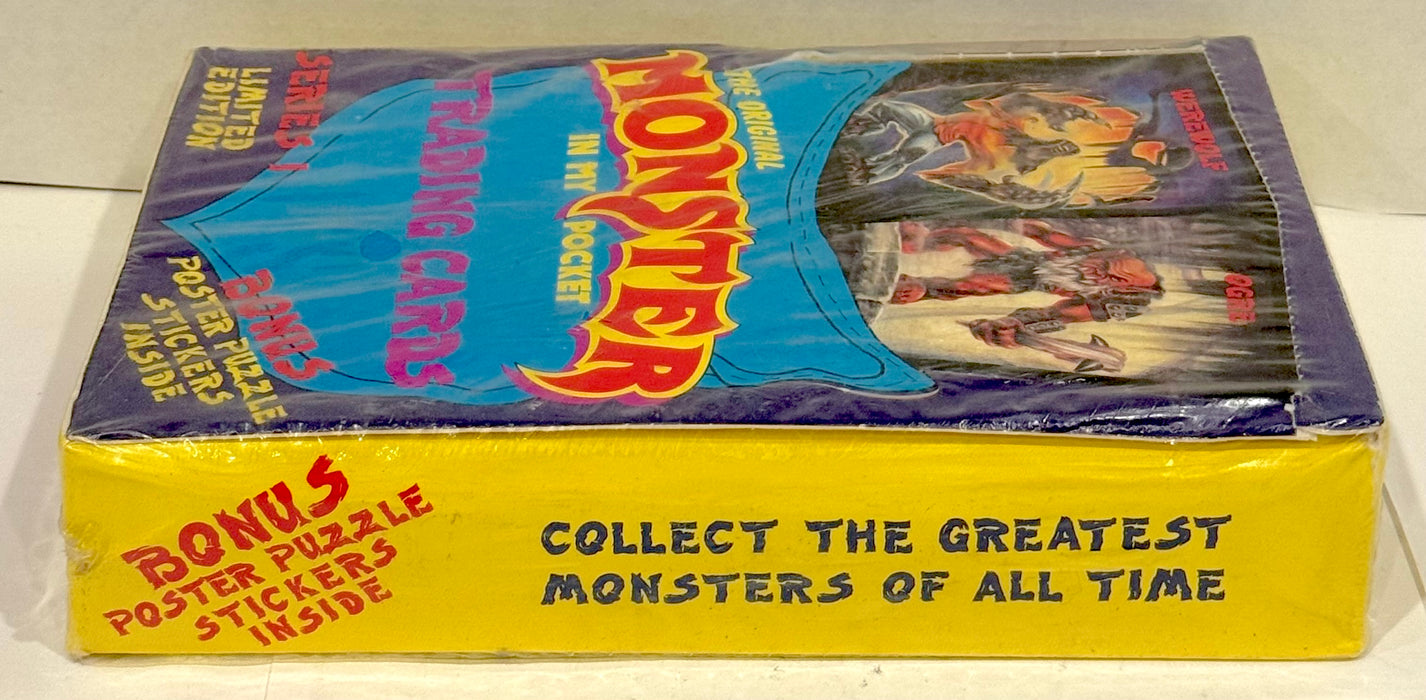 THE ORIGINAL
MONSTER
IN MY POCKET
TRADING CARDS
WEREWOLF
OGRE
SERIES I
LIMITED
EDITION
BONUS
POSTER PUZZLE
STICKERS
INSIDE
BONUS
POSTER PUZZLE
STICKERS
INSIDE
COLLECT THE GREATEST
MONSTERS OF ALL TIME